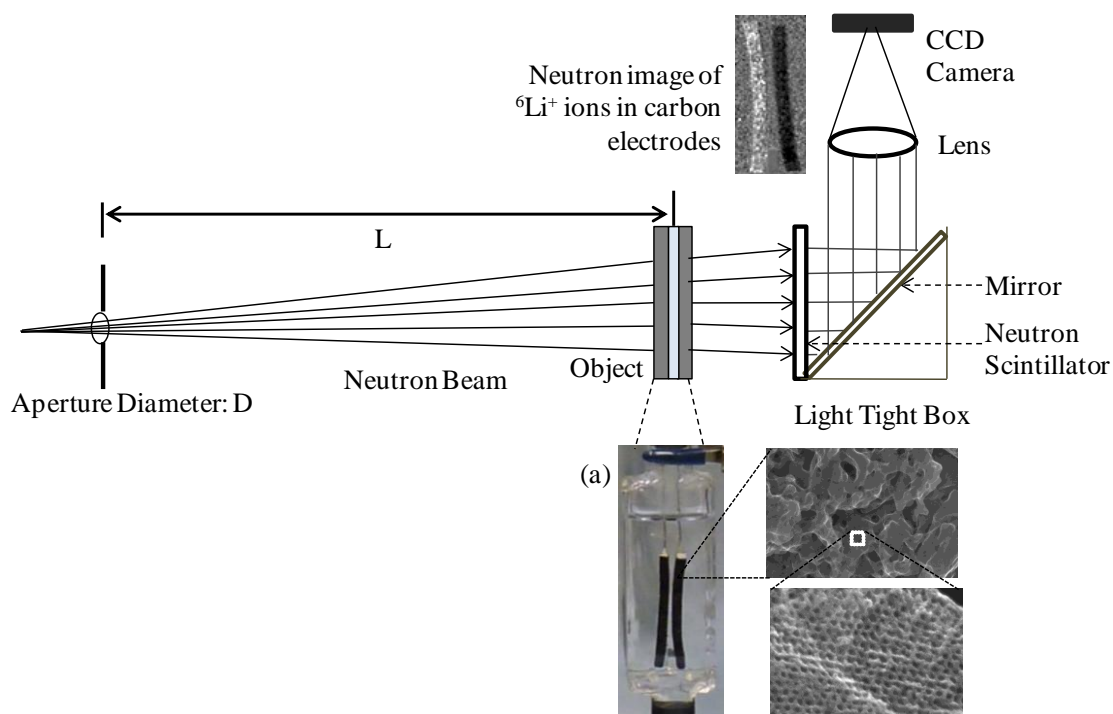 Neutron image of
⁶Li⁺ ions in carbon
electrodes
CCD
Camera
Lens
L
Mirror
Neutron
Scintillator
Object
Neutron Beam
Aperture Diameter: D
Light Tight Box
(a)